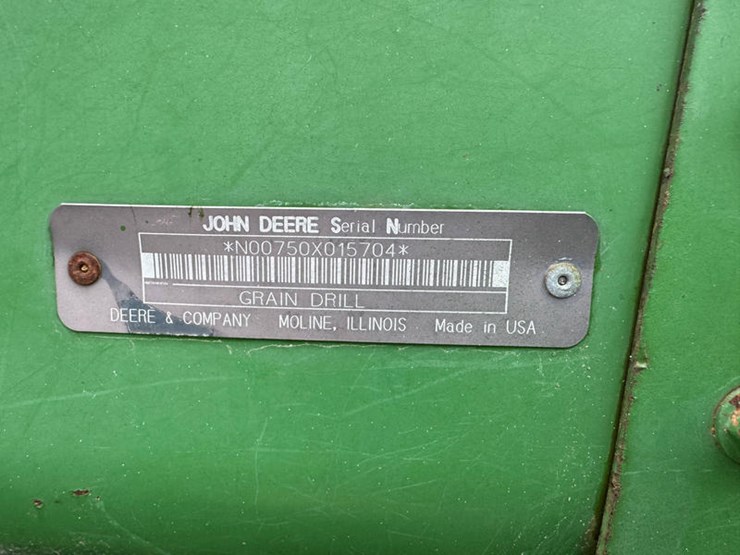 JOHN DEERE Serial Number
*N00750X015704*
GRAIN DRILL
DEERE & COMPANY MOLINE, ILLINOIS Made in USA